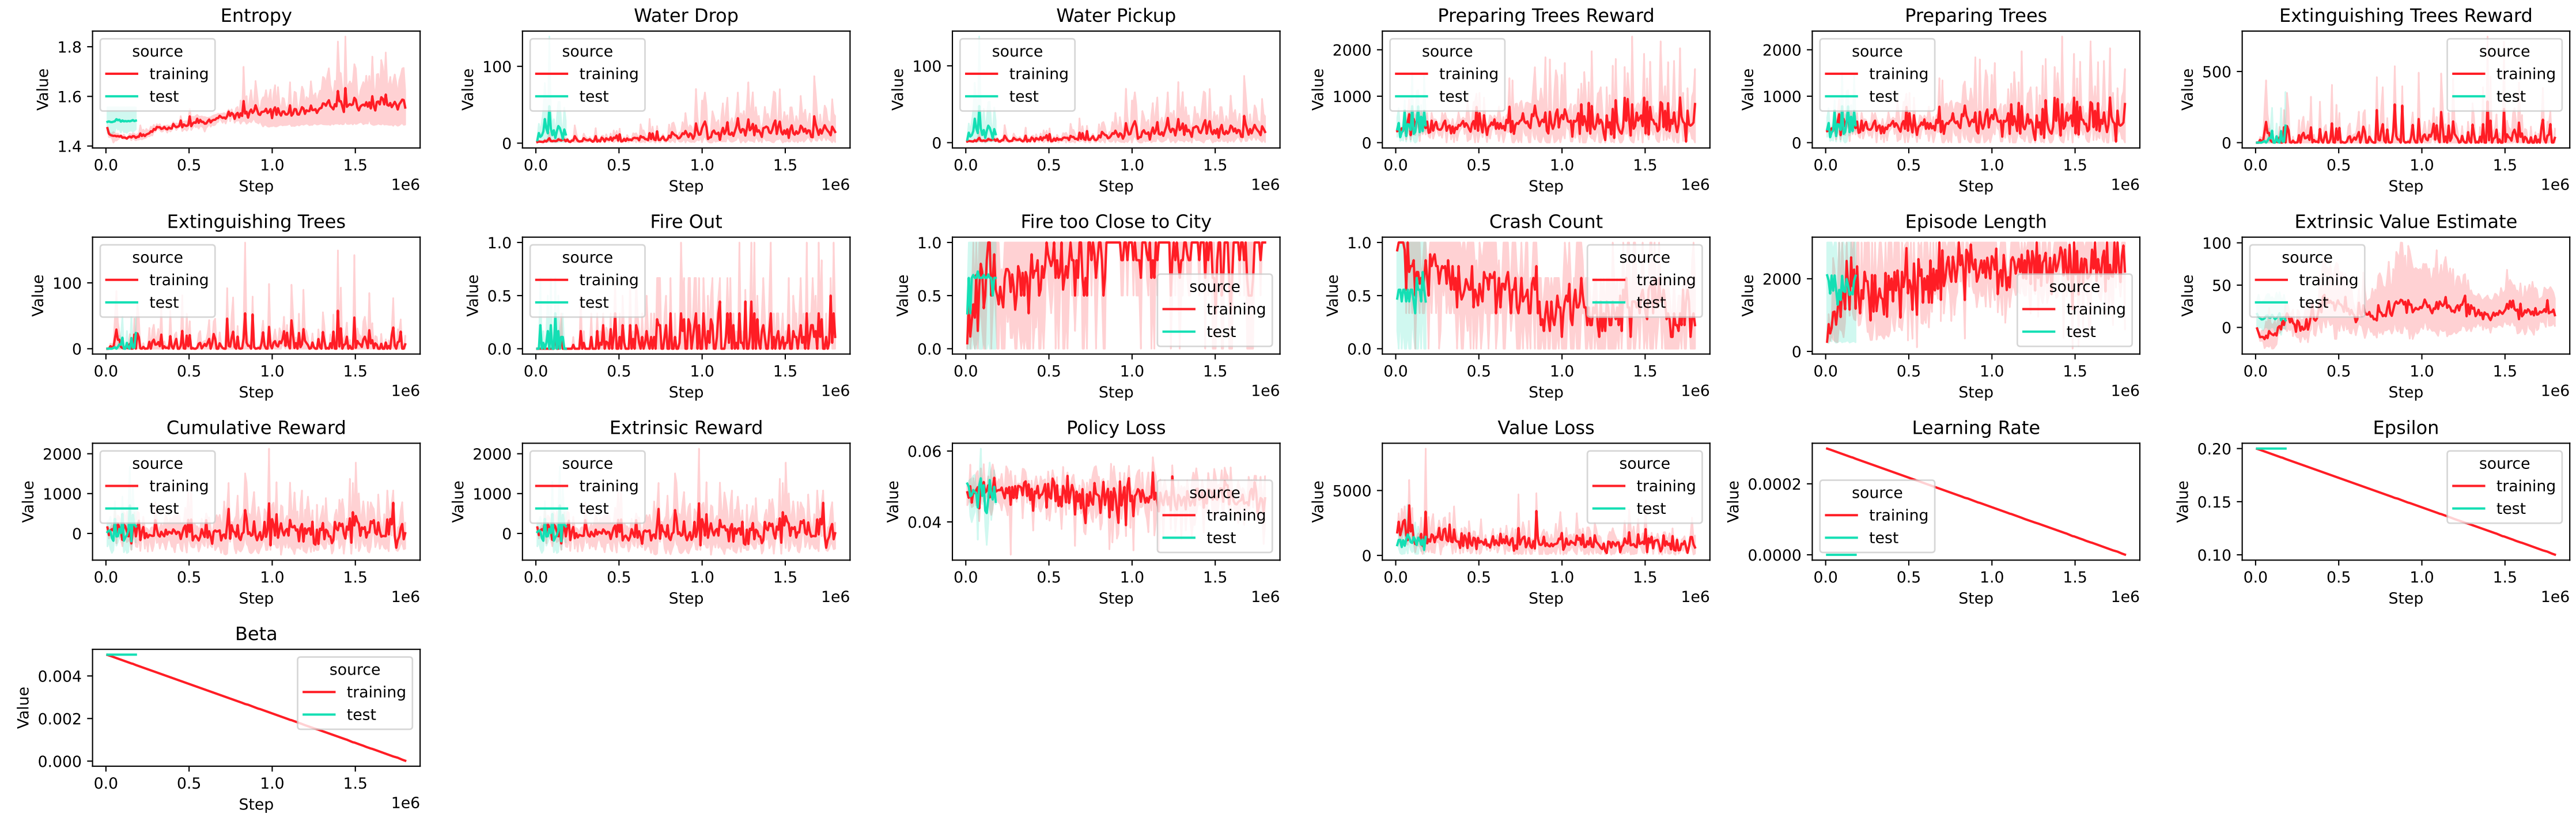 Entropy
Water Drop
Water Pickup
Preparing Trees Reward
Preparing Trees
Extinguishing Trees Reward
1.8
1.6
1.4
Value
source
training
test
0.0 0.5 1.0 1.5
Step
1e6
100
0
Value
source
training
test
0.0 0.5 1.0 1.5
Step
1e6
100
0
Value
source
training
test
0.0 0.5 1.0 1.5
Step
1e6
2000
1000
0
Value
source
training
test
0.0 0.5 1.0 1.5
Step
1e6
2000
1000
0
Value
source
training
test
0.0 0.5 1.0 1.5
Step
1e6
500
0
Value
source
training
test
0.0 0.5 1.0 1.5
Step
1e6
Extinguishing Trees
Fire Out
Fire too Close to City
Crash Count
Episode Length
Extrinsic Value Estimate
100
0
Value
source
training
test
0.0 0.5 1.0 1.5
Step
1e6
1.0
0.5
0.0
Value
source
training
test
0.0 0.5 1.0 1.5
Step
1e6
1.0
0.5
0.0
Value
source
training
test
0.0 0.5 1.0 1.5
Step
1e6
1.0
0.5
0.0
Value
source
training
test
0.0 0.5 1.0 1.5
Step
1e6
2000
0
Value
source
training
test
0.0 0.5 1.0 1.5
Step
1e6
100
50
0
Value
source
training
test
0.0 0.5 1.0 1.5
Step
1e6
Cumulative Reward
Extrinsic Reward
Policy Loss
Value Loss
Learning Rate
Epsilon
2000
1000
0
Value
source
training
test
0.0 0.5 1.0 1.5
Step
1e6
2000
1000
0
Value
source
training
test
0.0 0.5 1.0 1.5
Step
1e6
0.06
0.04
Value
source
training
test
0.0 0.5 1.0 1.5
Step
1e6
5000
0
Value
source
training
test
0.0 0.5 1.0 1.5
Step
1e6
0.0002
0.0000
Value
source
training
test
0.0 0.5 1.0 1.5
Step
1e6
0.20
0.15
0.10
Value
source
training
test
0.0 0.5 1.0 1.5
Step
1e6
Beta
0.004
0.002
0.000
Value
source
training
test
0.0 0.5 1.0 1.5
Step
1e6